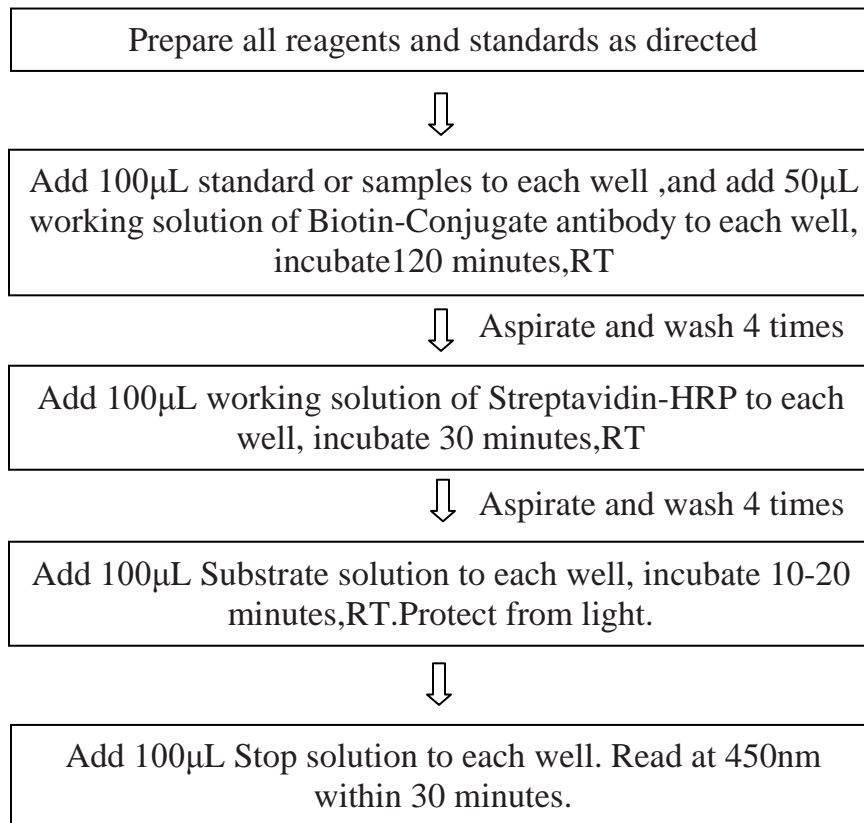 Prepare all reagents and standards as directed
Add 100μL standard or samples to each well ,and add 50μL
working solution of Biotin-Conjugate antibody to each well,
incubate120 minutes,RT
Aspirate and wash 4 times
Add 100μL working solution of Streptavidin-HRP to each
well, incubate 30 minutes,RT
Aspirate and wash 4 times
Add 100μL Substrate solution to each well, incubate 10-20
minutes,RT.Protect from light.
Add 100μL Stop solution to each well. Read at 450nm
within 30 minutes.